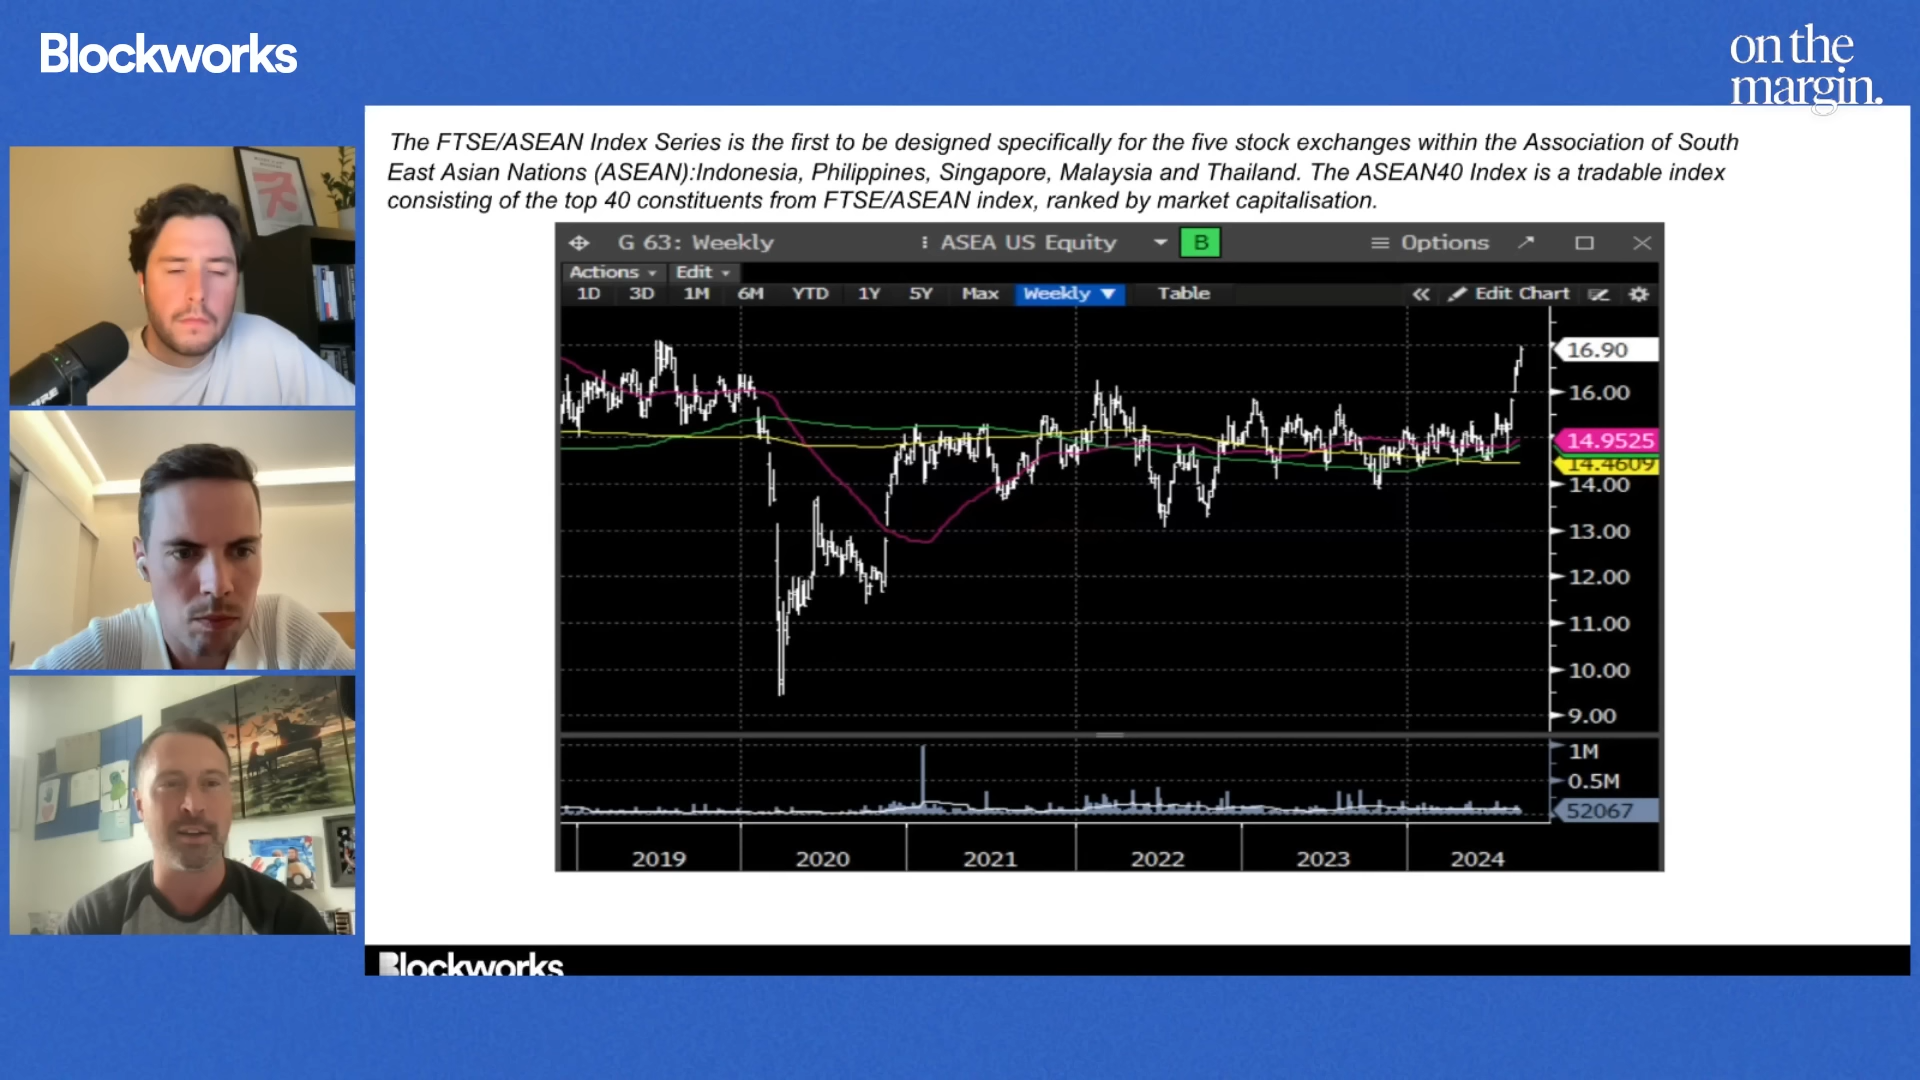 Blockworks
on the
margin.
The FTSE/ASEAN Index Series is the first to be designed specifically for the five stock exchanges within the Association of South
East Asian Nations (ASEAN):Indonesia, Philippines, Singapore, Malaysia and Thailand. The ASEAN40 Index is a tradable index
consisting of the top 40 constituents from FTSE/ASEAN index, ranked by market capitalisation.
G 63: Weekly
ASEA US Equity
B
Options
Actions
Edit
1D 3D 1M 6M YTD 1Y 5Y Max Weekly Table
Edit Chart
16.90
16.00
14.9525
14.4609
14.00
13.00
12.00
11.00
10.00
9.00
1M
0.5M
52067
2019 2020 2021 2022 2023 2024
Blockworks